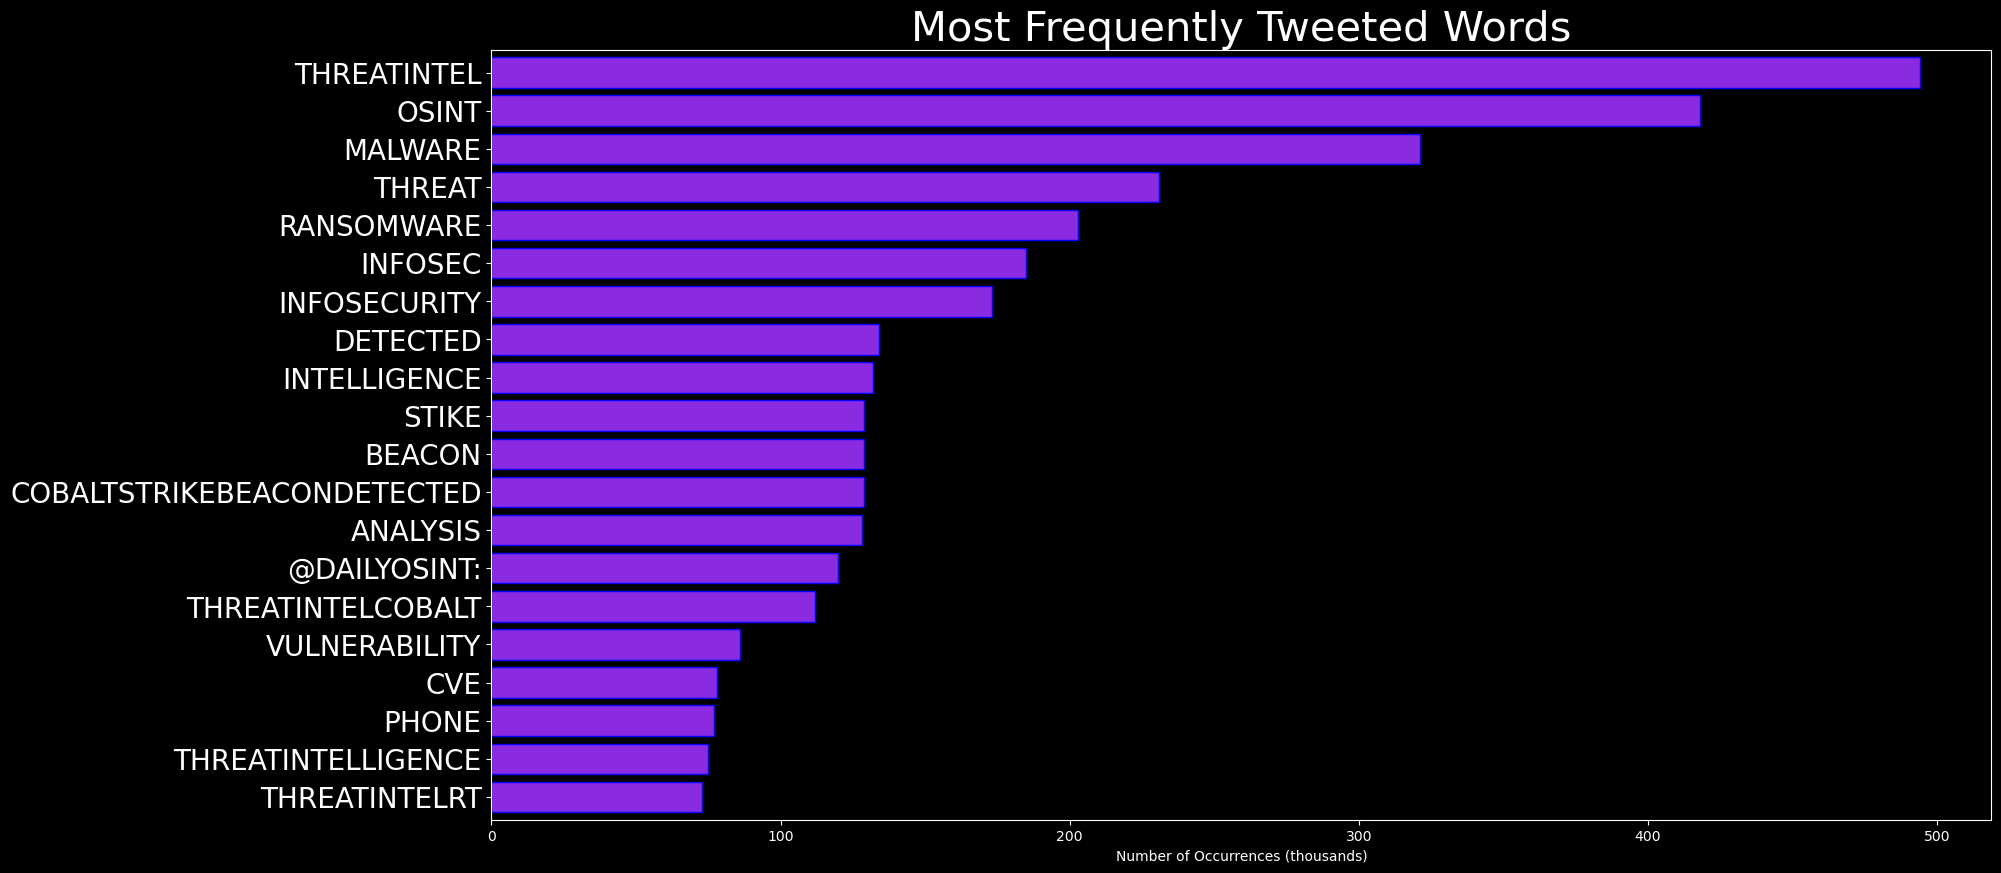 Most Frequently Tweeted Words
THREATINTEL
OSINT
MALWARE
THREAT
RANSOMWARE
INFOSEC
INFOSECURITY
DETECTED
INTELLIGENCE
STIKE
BEACON
COBALTSTRIKEBEACONDETECTED
ANALYSIS
@DAILYOSINT:
THREATINTELCOBALT
VULNERABILITY
CVE
PHONE
THREATINTELLIGENCE
THREATINTELRT
0 100 200 300 400 500
Number of Occurrences (thousands)